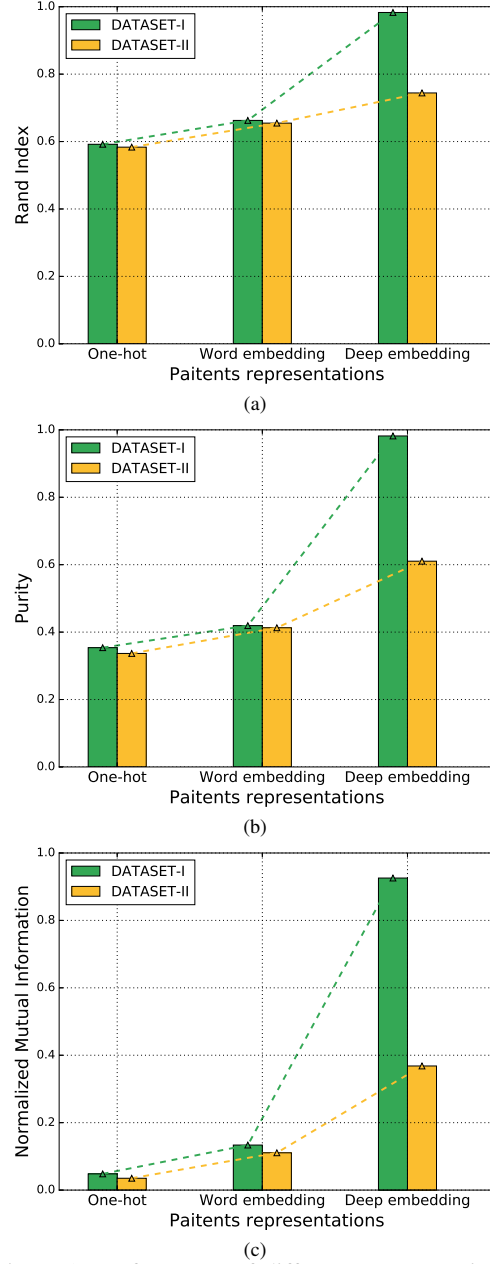 1.0
DATASET-I
DATASET-II
0.8
0.6
0.4
0.2
0.0
Rand Index
One-hot Word embedding Deep embedding
Paitents representations
(a)
1.0
DATASET-I
DATASET-II
0.8
0.6
0.4
0.2
0.0
Purity
One-hot Word embedding Deep embedding
Paitents representations
(b)
1.0
DATASET-I
DATASET-II
0.8
0.6
0.4
0.2
0.0
Normalized Mutual Information
One-hot Word embedding Deep embedding
Paitents representations
(c)